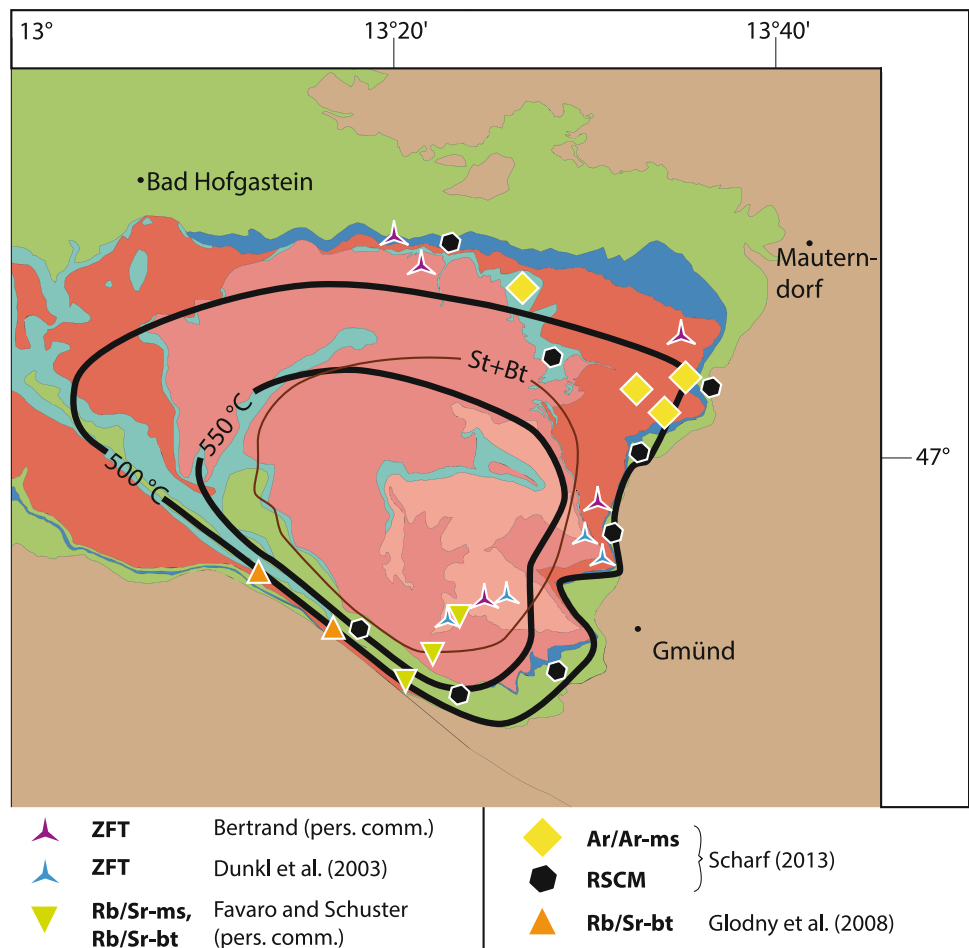 13°
13°20'
13°40'
Bad Hofgastein
Mautern-
dorf
St+Bt
550 °C
500 °C
47°
Gmünd
ZFT Bertrand (pers. comm.)
ZFT Dunkl et al. (2003)
Rb/Sr-ms, Favaro and Schuster
Rb/Sr-bt (pers. comm.)
Ar/Ar-ms
Scharf (2013)
RSCM
Rb/Sr-bt Glodny et al. (2008)